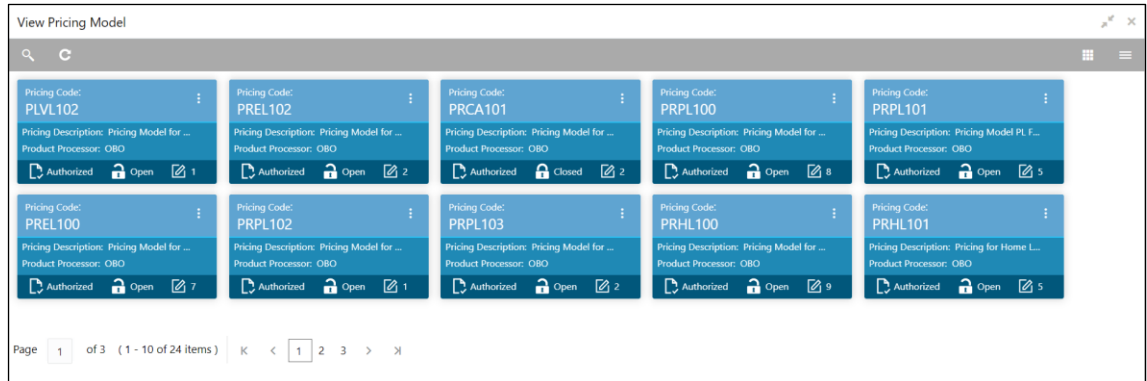 View Pricing Model
Pricing Code:
PLVL102
Pricing Description: Pricing Model for ...
Product Processor: OBO
Authorized Open 1
Pricing Code:
PREL102
Pricing Description: Pricing Model for ...
Product Processor: OBO
Authorized Open 2
Pricing Code:
PRCA101
Pricing Description: Pricing Model for ...
Product Processor: OBO
Authorized Closed 2
Pricing Code:
PRPL100
Pricing Description: Pricing Model for ...
Product Processor: OBO
Authorized Open 8
Pricing Code:
PRPL101
Pricing Description: Pricing Model PL F...
Product Processor: OBO
Authorized Open 5
Pricing Code:
PREL100
Pricing Description: Pricing Model for ...
Product Processor: OBO
Authorized Open 7
Pricing Code:
PRPL102
Pricing Description: Pricing Model for ...
Product Processor: OBO
Authorized Open 1
Pricing Code:
PRPL103
Pricing Description: Pricing Model for ...
Product Processor: OBO
Authorized Open 2
Pricing Code:
PRHL100
Pricing Description: Pricing Model for ...
Product Processor: OBO
Authorized Open 9
Pricing Code:
PRHL101
Pricing Description: Pricing for Home L...
Product Processor: OBO
Authorized Open 5
Page 1 of 3 ( 1 - 10 of 24 items ) 1 2 3